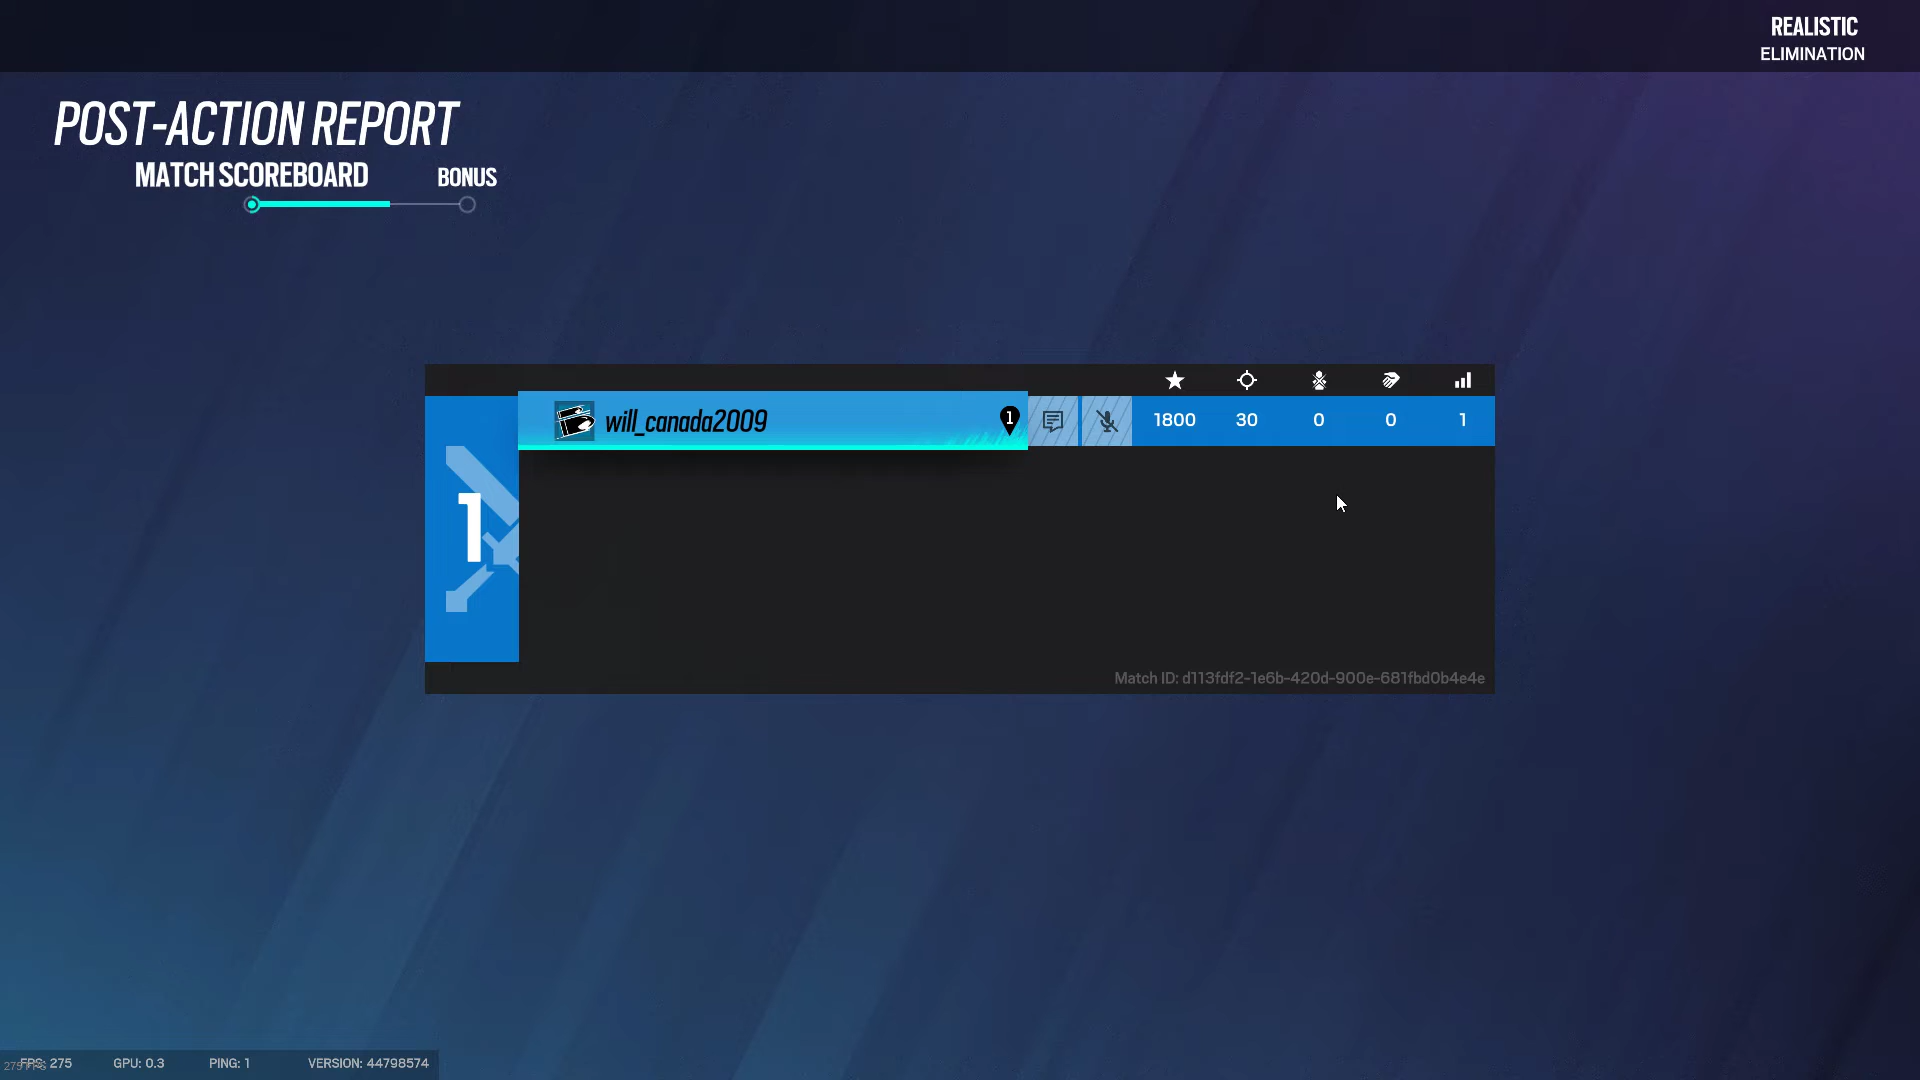 REALISTIC
ELIMINATION
POST-ACTION REPORT
MATCH SCOREBOARD BONUS
will_canada2009 1 1800 30 0 0 1
1
Match ID: d113fdf2-1e6b-420d-900e-681fbd0b4e4e
FPS: 275 GPU: 0.3 PING: 1 VERSION: 44798574